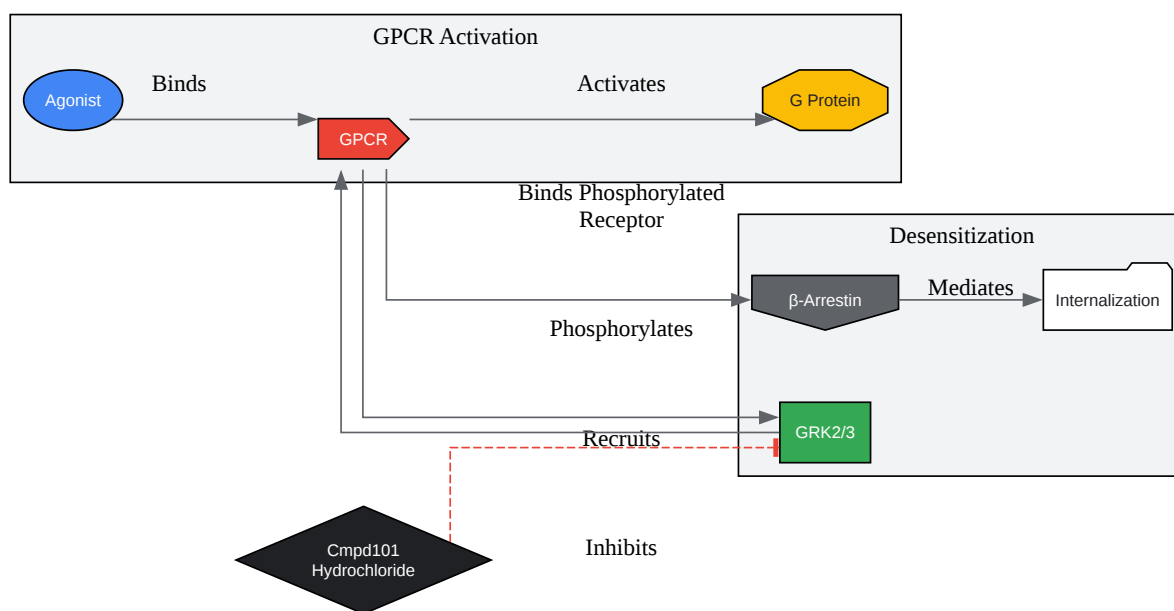 GPCR Activation
Binds
Activates
Agonist
G Protein
GPCR
Binds Phosphorylated
Receptor
Desensitization
Mediates
β-Arrestin
Internalization
Phosphorylates
GRK2/3
Recruits
Inhibits
Cmpd101
Hydrochloride